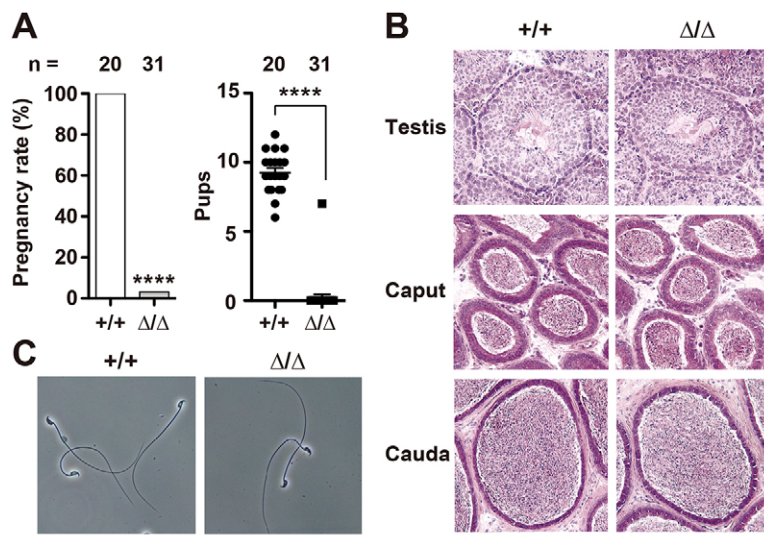 A
n = 20 31
20 31
Pregnancy rate (%)
100
80
60
40
20
0
****
+/+ Δ/Δ
Pups
15
10
5
0
****
+/+ Δ/Δ
B
+/+ Δ/Δ
Testis
Caput
Cauda
C
+/+ Δ/Δ